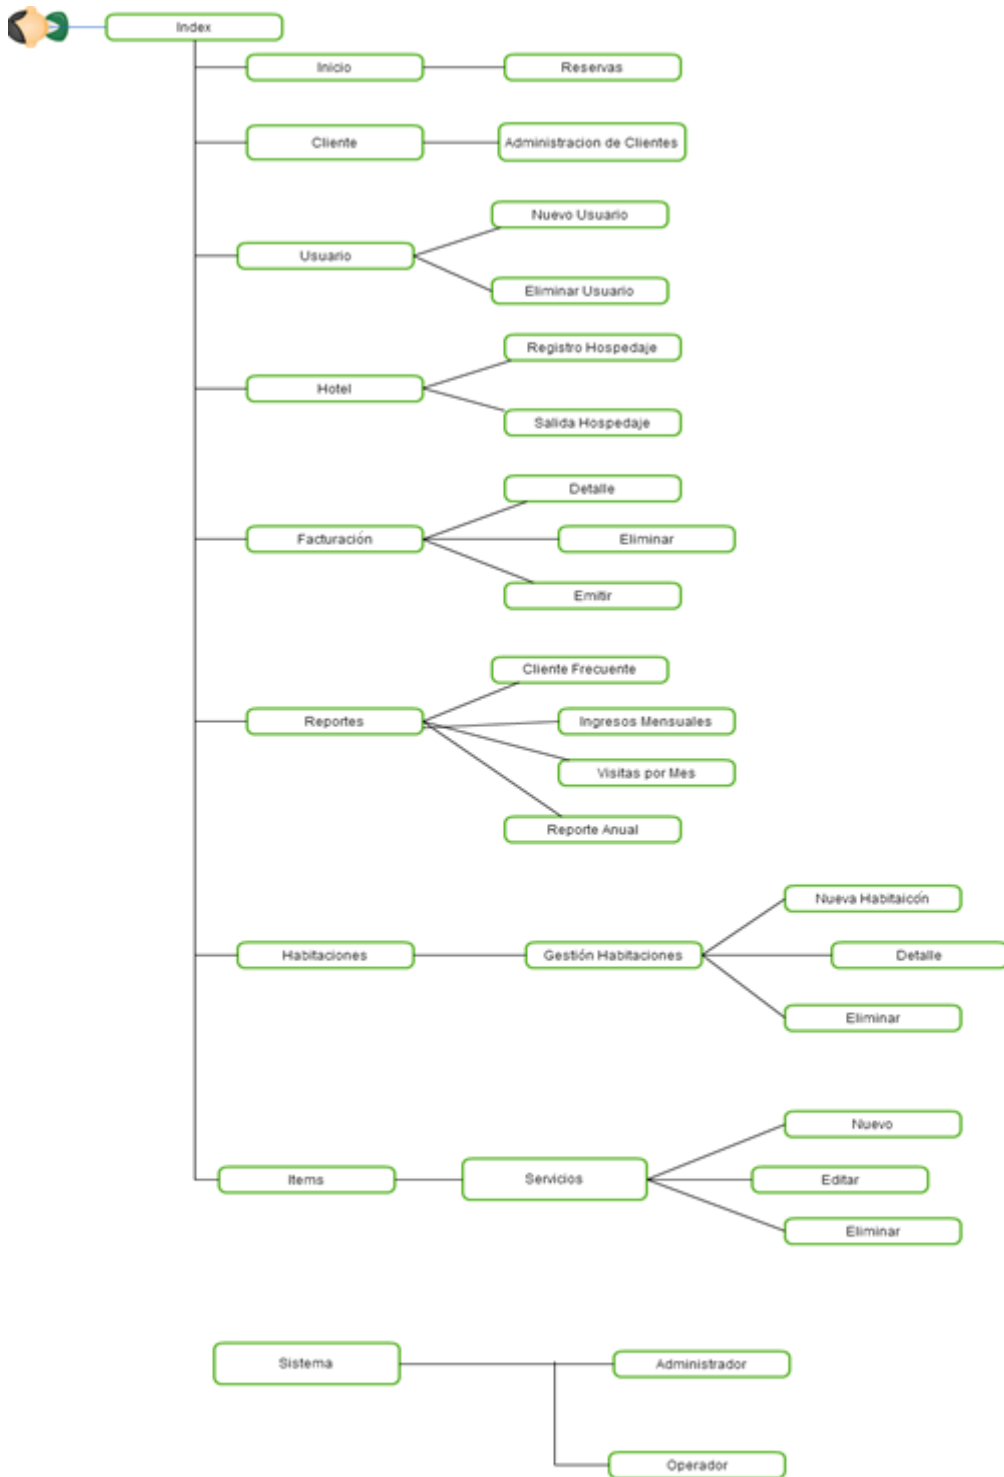 Index
Inicio
Reservas
Cliente
Administracion de Clientes
Nuevo Usuario
Usuario
Eliminar Usuario
Registro Hospedaje
Hotel
Salida Hospedaje
Detalle
Facturación
Eliminar
Emitir
Cliente Frecuente
Reportes
Ingresos Mensuales
Visitas por Mes
Reporte Anual
Nueva Habitaicón
Habitaciones
Gestión Habitaciones
Detalle
Eliminar
Nuevo
Items
Servicios
Editar
Eliminar
Sistema
Administrador
Operador